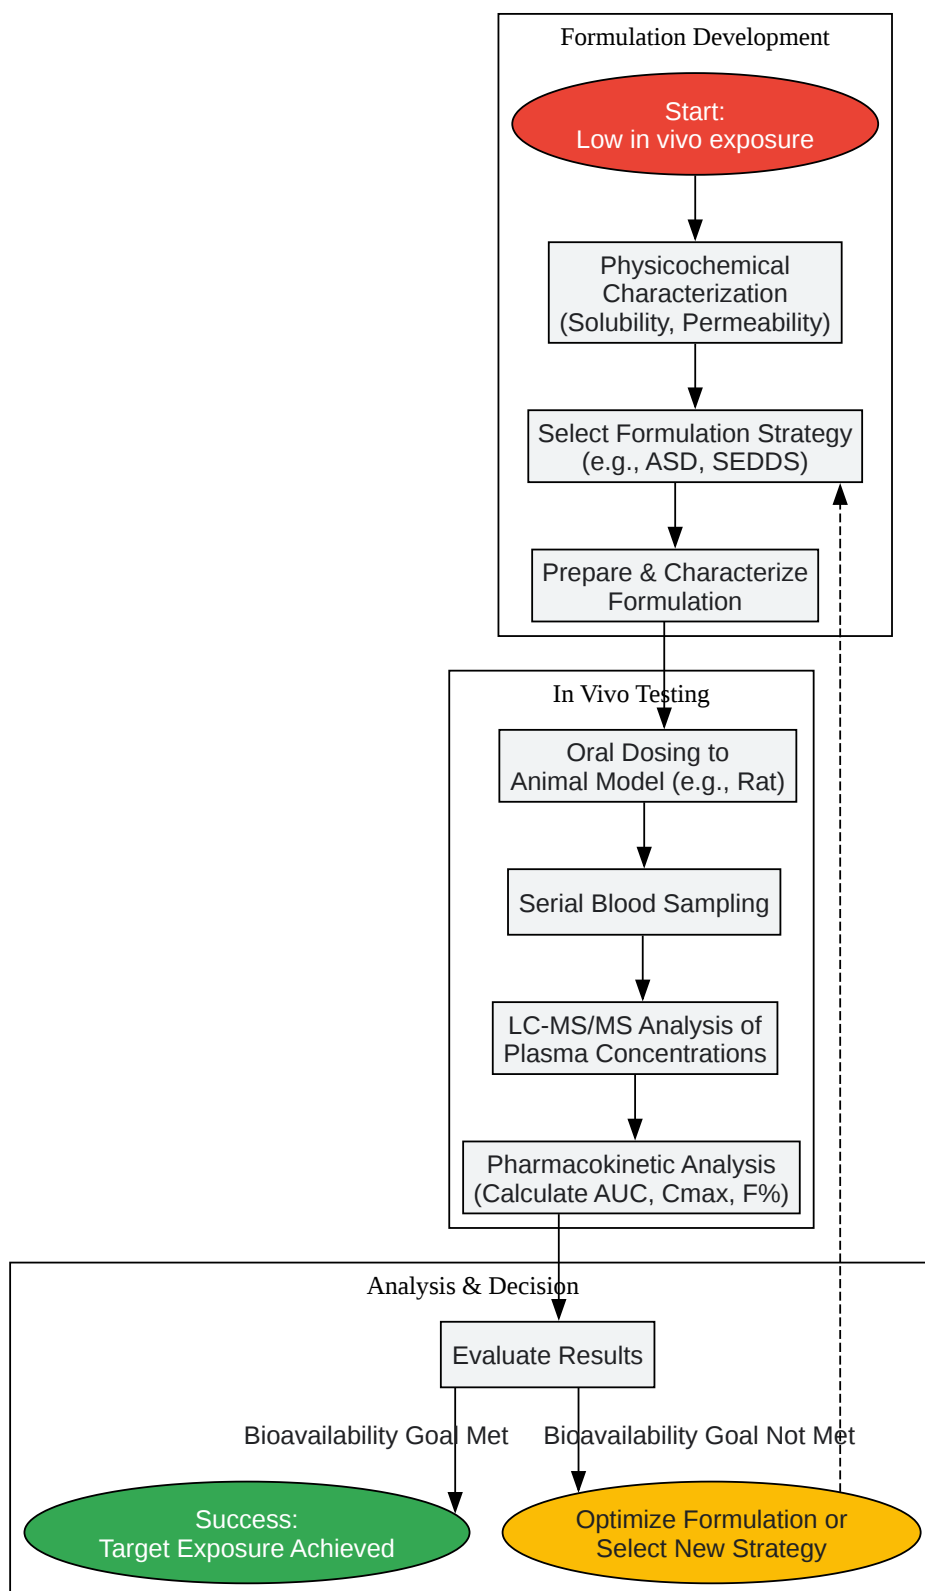 Formulation Development
Start:
Low in vivo exposure
Physicochemical
Characterization
(Solubility, Permeability)
Select Formulation Strategy
(e.g., ASD, SEDDS)
Prepare & Characterize
Formulation
In Vivo Testing
Oral Dosing to
Animal Model (e.g., Rat)
Serial Blood Sampling
LC-MS/MS Analysis of
Plasma Concentrations
Pharmacokinetic Analysis
(Calculate AUC, Cmax, F%)
Analysis & Decision
Evaluate Results
Bioavailability Goal Met
Bioavailability Goal Not Met
Success:
Target Exposure Achieved
Optimize Formulation or
Select New Strategy